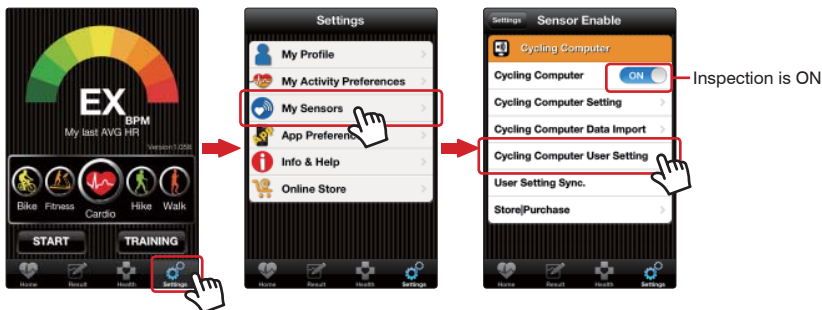 EX
BPM
My last AVG HR
Version1.058
Bike Fitness Cardio Hike Walk
START TRAINING
Home Result Health Settings
Settings
My Profile
My Activity Preferences
My Sensors
App Preferenc
Info & Help
Online Store
Home Result Health Settings
Settings Sensor Enable
Cycling Computer
Cycling Computer ON
Inspection is ON
Cycling Computer Setting
Cycling Computer Data Import
Cycling Computer User Setting
User Setting Sync.
Store|Purchase
Home Result Health Settings